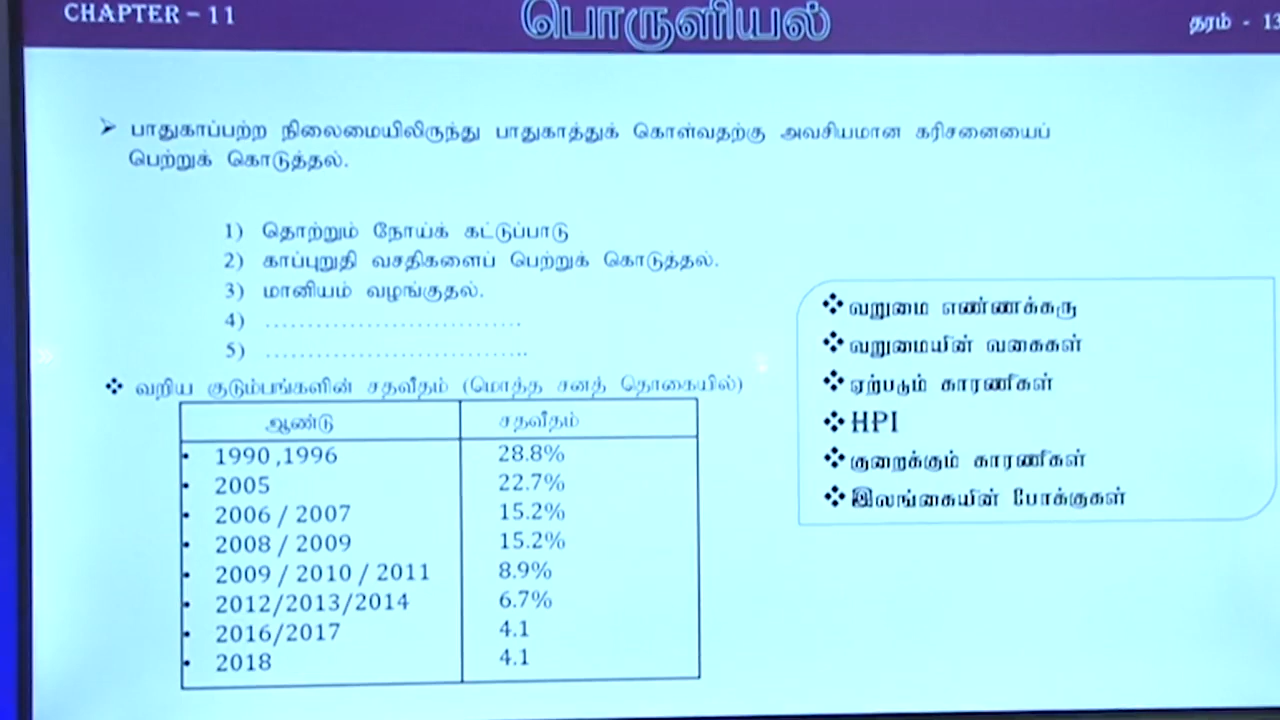 CHAPTER – 11
பொருளியல்
தரம் - 13
➢ பாதுகாப்பற்ற நிலைமையிலிருந்து பாதுகாத்துக் கொள்வதற்கு அவசியமான கரிசனையைப்
பெற்றுக் கொடுத்தல்.
1) தொற்றும் நோய்க் கட்டுப்பாடு
2) காப்புறுதி வசதிகளைப் பெற்றுக் கொடுத்தல்.
3) மானியம் வழங்குதல்.
4) ..............................
5) ...............................
❖ வறிய குடும்பங்களின் சதவீதம் (மொத்த சனத் தொகையில்)
ஆண்டு சதவீதம்
• 1990 ,1996 28.8%
• 2005 22.7%
• 2006 / 2007 15.2%
• 2008 / 2009 15.2%
• 2009 / 2010 / 2011 8.9%
• 2012/2013/2014 6.7%
• 2016/2017 4.1
• 2018 4.1
❖ வறுமை எண்ணக்கரு
❖ வறுமையின் வகைகள்
❖ ஏற்படும் காரணிகள்
❖ HPI
❖ குறைக்கும் காரணிகள்
❖ இலங்கையின் போக்குகள்